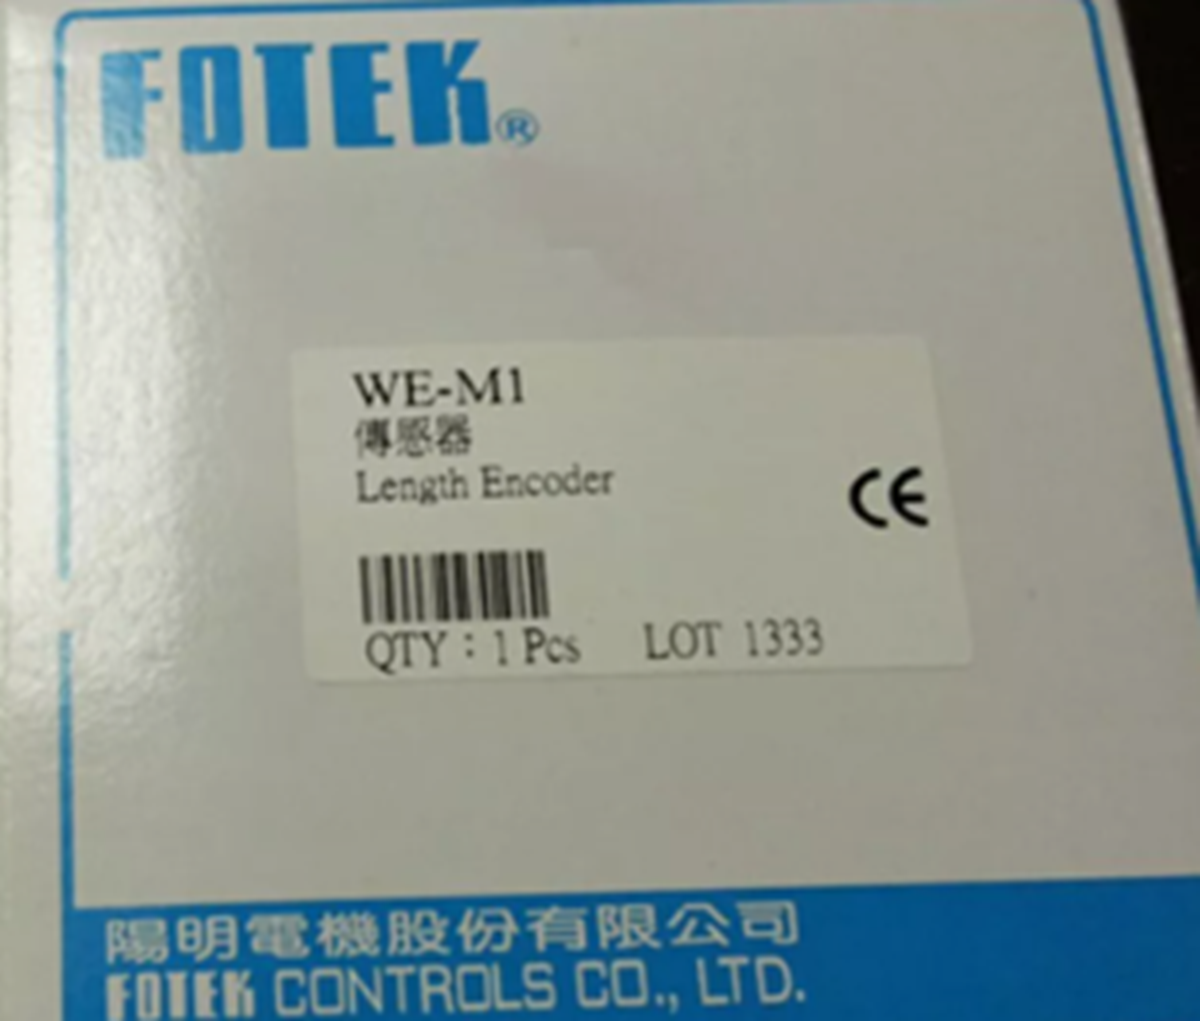 FOTEK®
WE-M1
傳感器
Length Encoder
CE
QTY：1 Pcs LOT 1333
陽明電機股份有限公司
FOTEK CONTROLS CO., LTD.